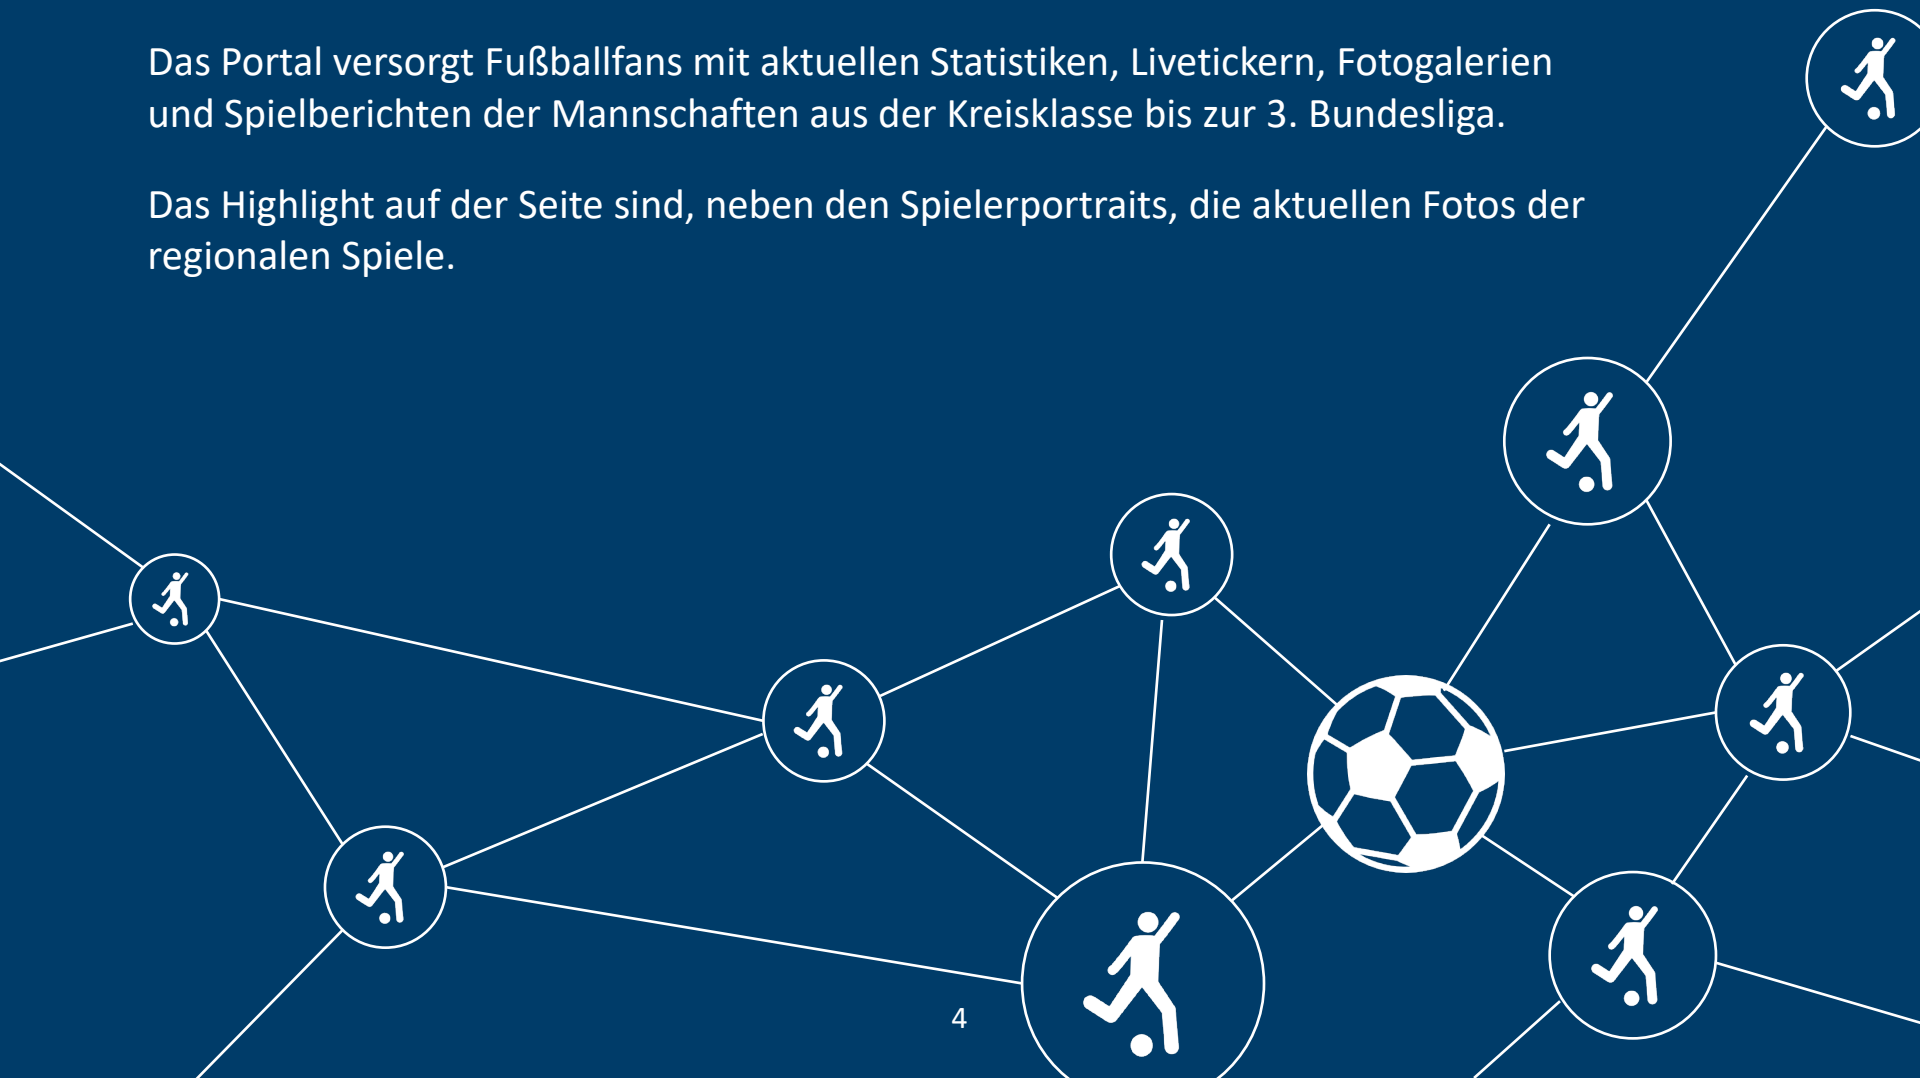 Das Portal versorgt Fußballfans mit aktuellen Statistiken, Livetickern, Fotogalerien
und Spielberichten der Mannschaften aus der Kreisklasse bis zur 3. Bundesliga.
Das Highlight auf der Seite sind, neben den Spielerportraits, die aktuellen Fotos der
regionalen Spiele.
4